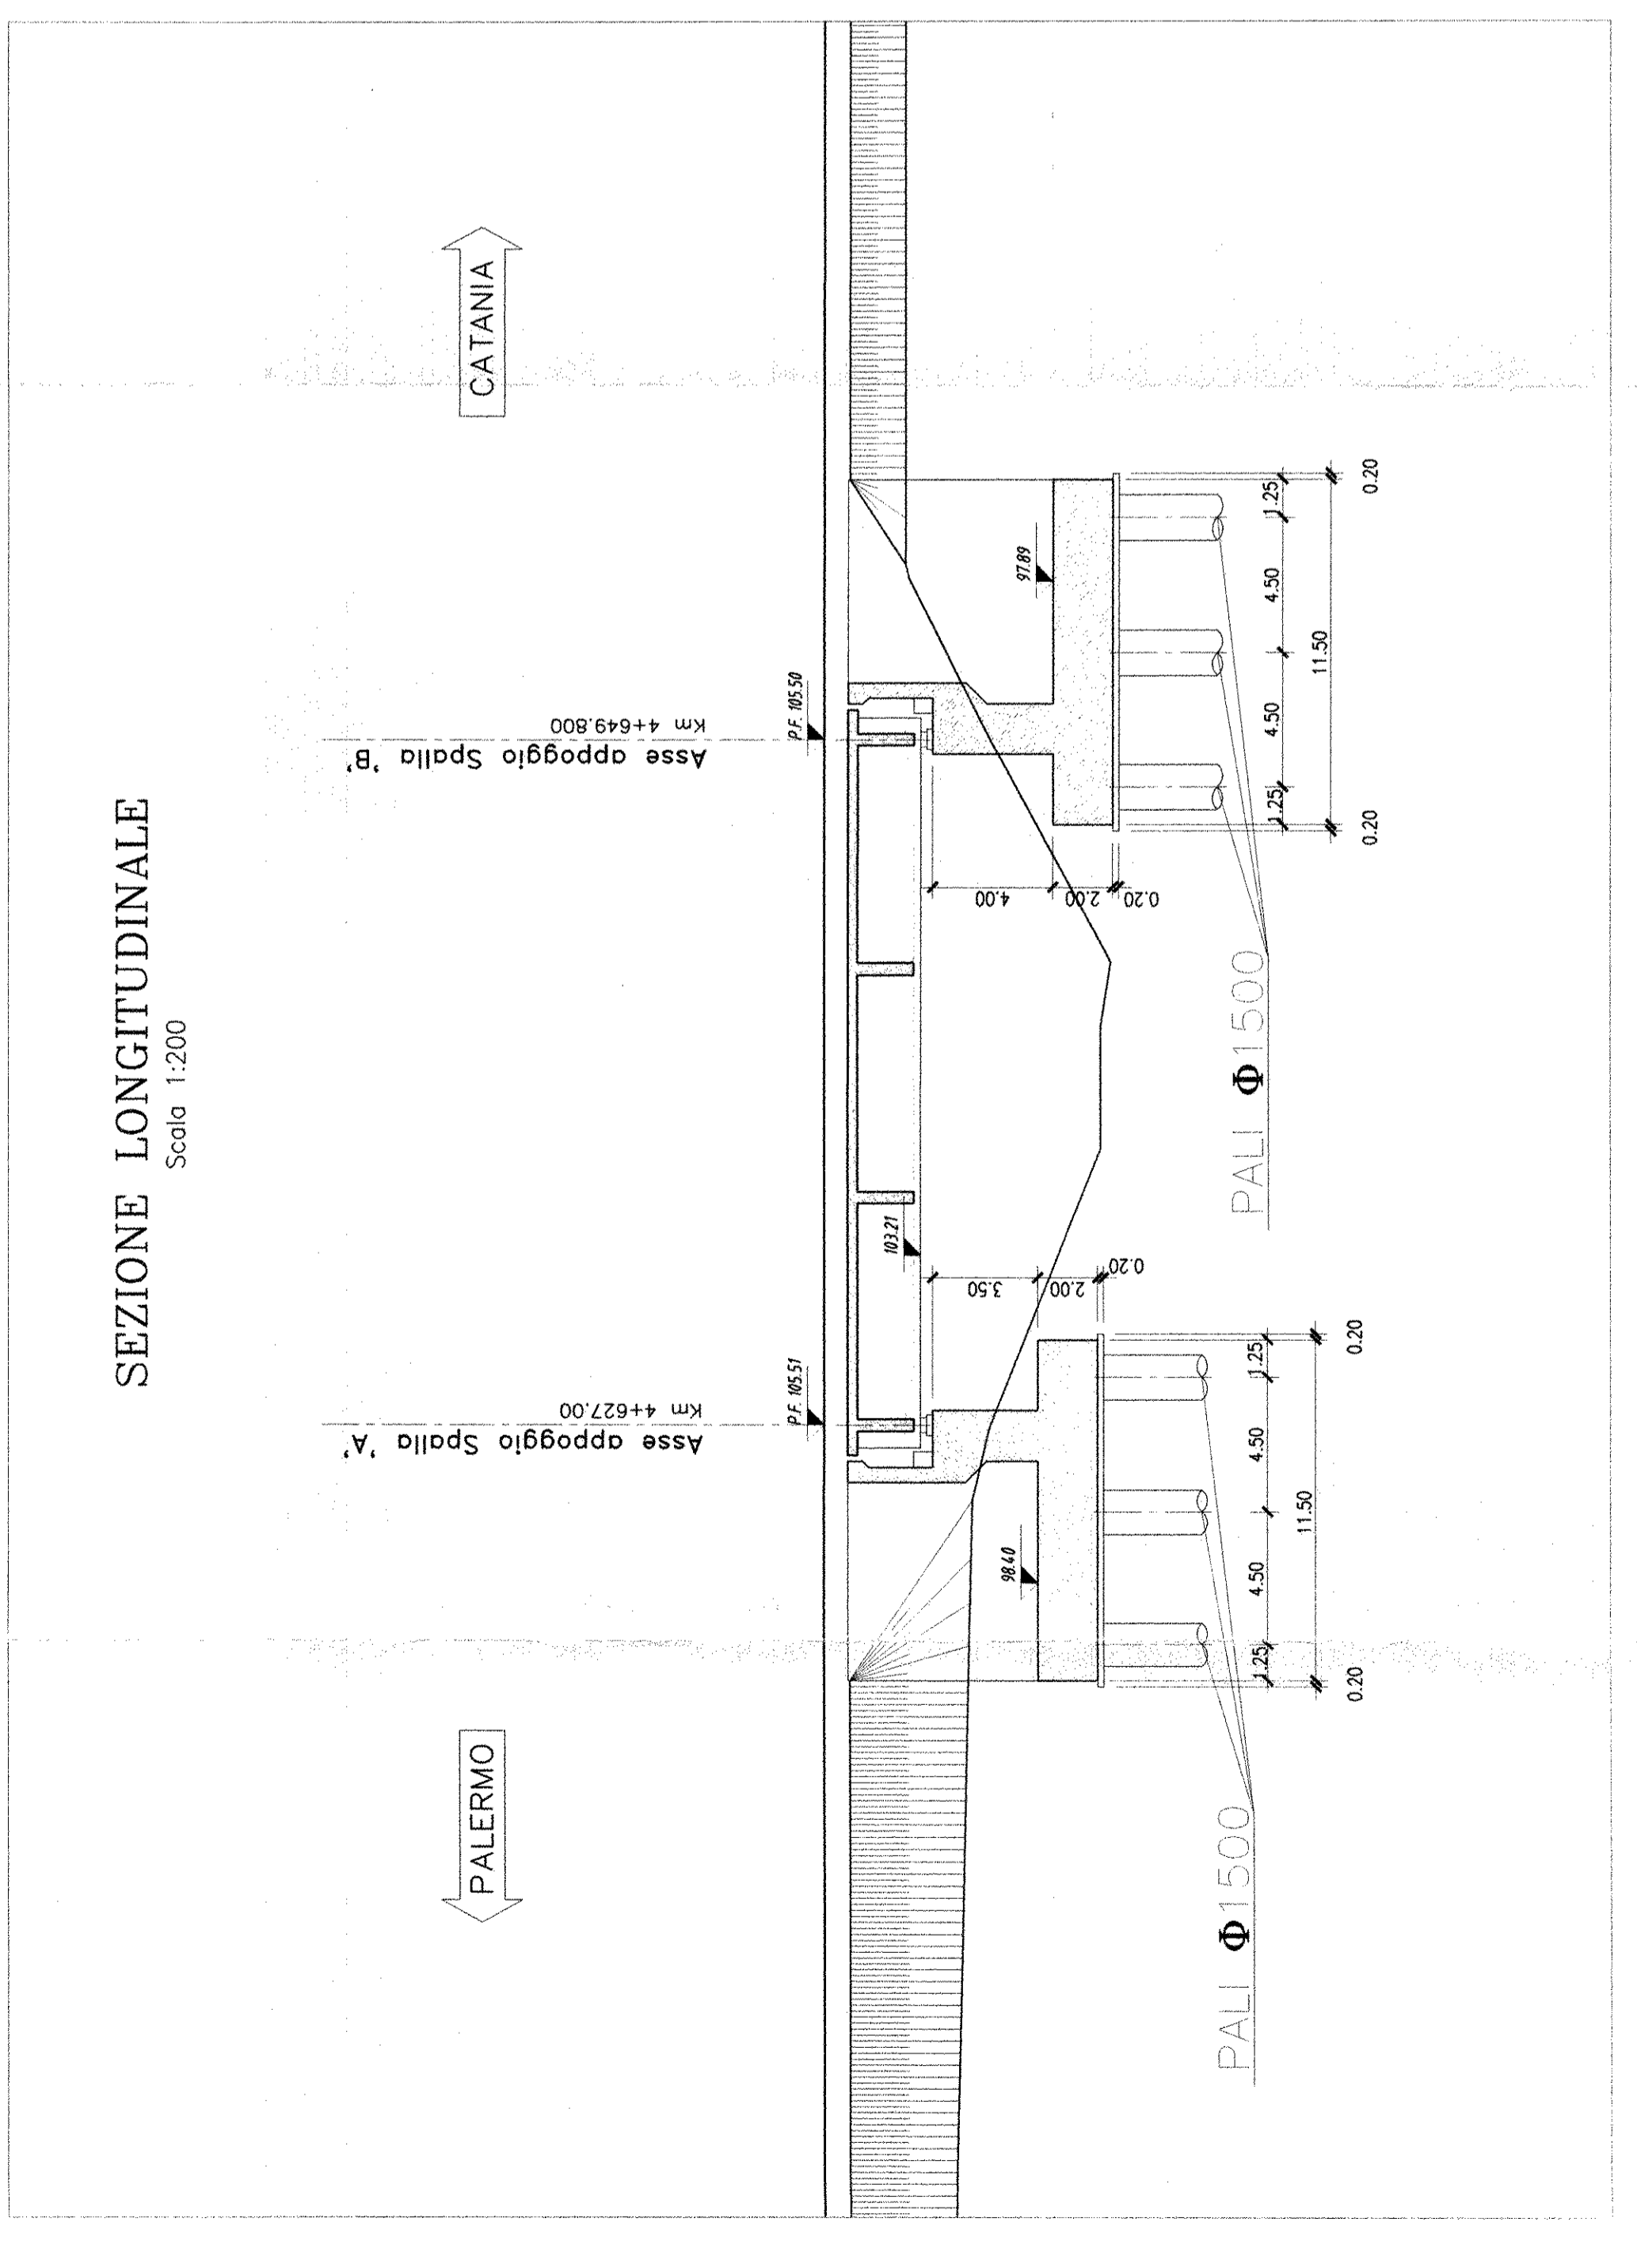 SEZIONE LONGITUDINALE
Scala 1:200
PALERMO
CATANIA
Asse appoggio Spalla 'A'
Km 4+627.00
Asse appoggio Spalla 'B'
Km 4+649.800
P.F. 105.51
P.F. 105.50
103.21
98.40
97.89
3.50
2.00
0.20
4.00
2.00
0.20
1.25
4.50
4.50
1.25
11.50
0.20
0.20
1.25
4.50
4.50
1.25
11.50
0.20
0.20
PALI Φ1500
PALI Φ1500